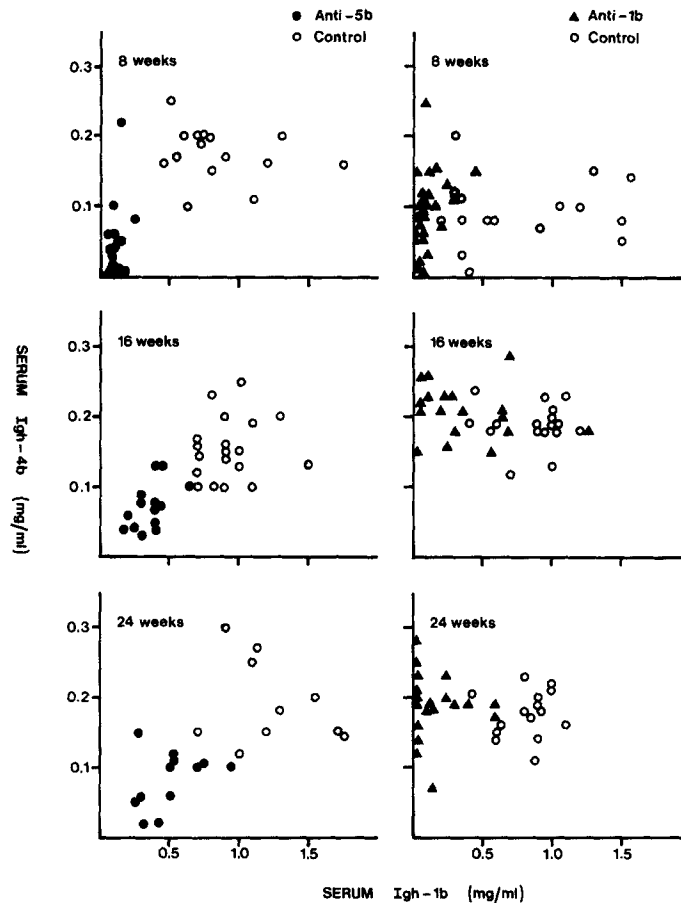 ● Anti-5b
○ Control
▲ Anti-1b
○ Control
8 weeks
0.3
0.2
0.1
8 weeks
16 weeks
0.3
0.2
0.1
16 weeks
24 weeks
0.3
0.2
0.1
0.5
1.0
1.5
24 weeks
0.5
1.0
1.5
SERUM Igh-4b (mg/ml)
SERUM Igh-1b (mg/ml)